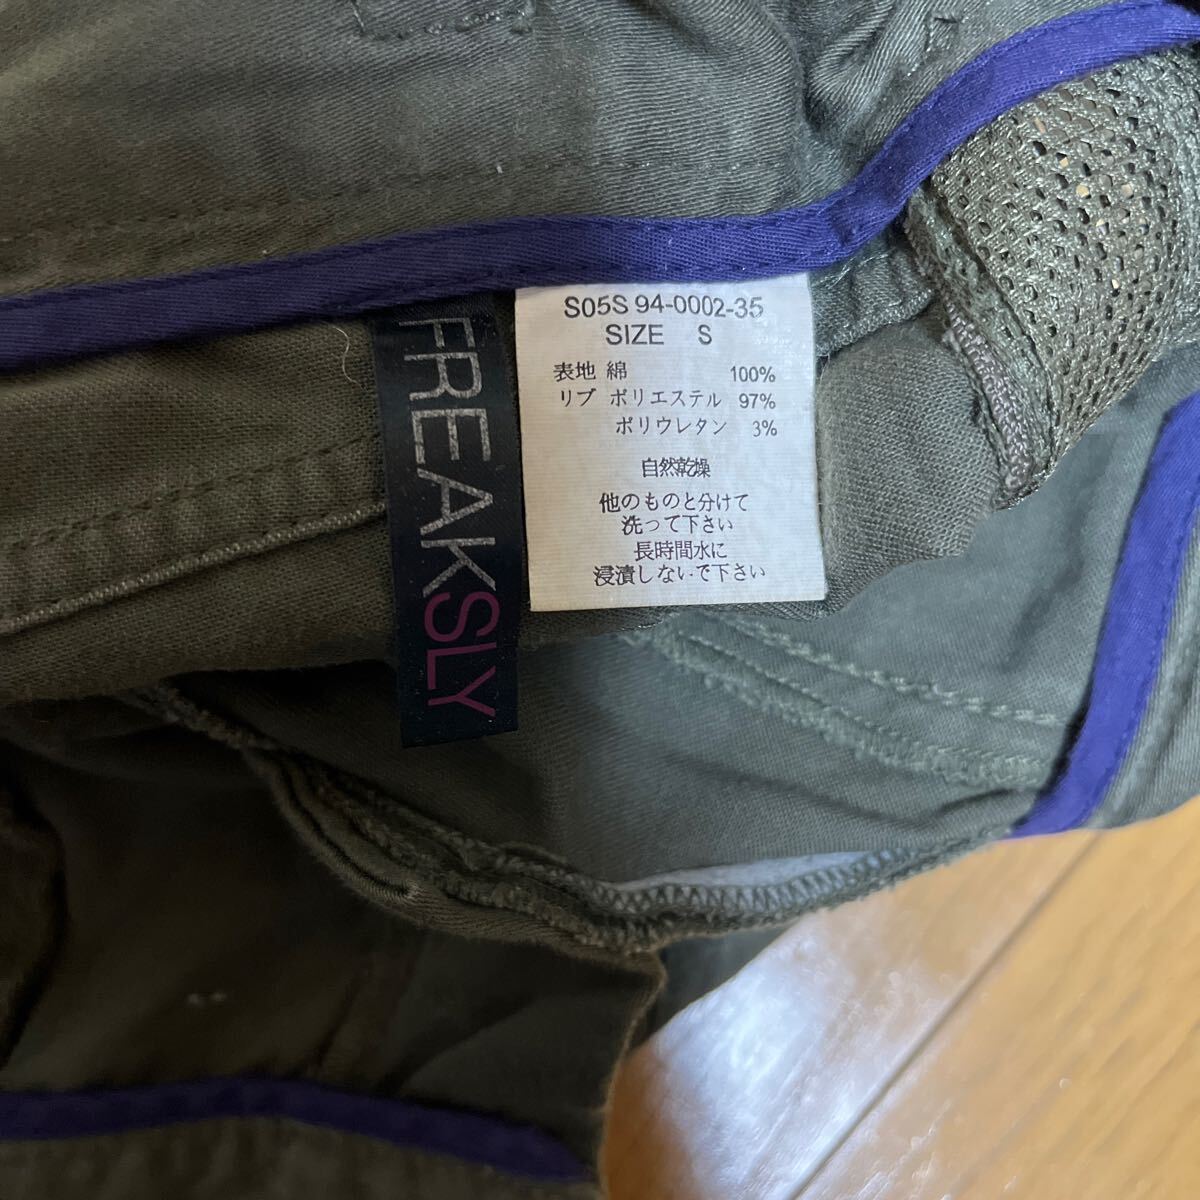 S05S 94-0002-35
SIZE S
表地 綿 100%
リブ ポリエステル 97%
ポリウレタン 3%
自然乾燥
他のものと分けて
洗って下さい
長時間水に
浸漬しないで下さい
FREAKSLY